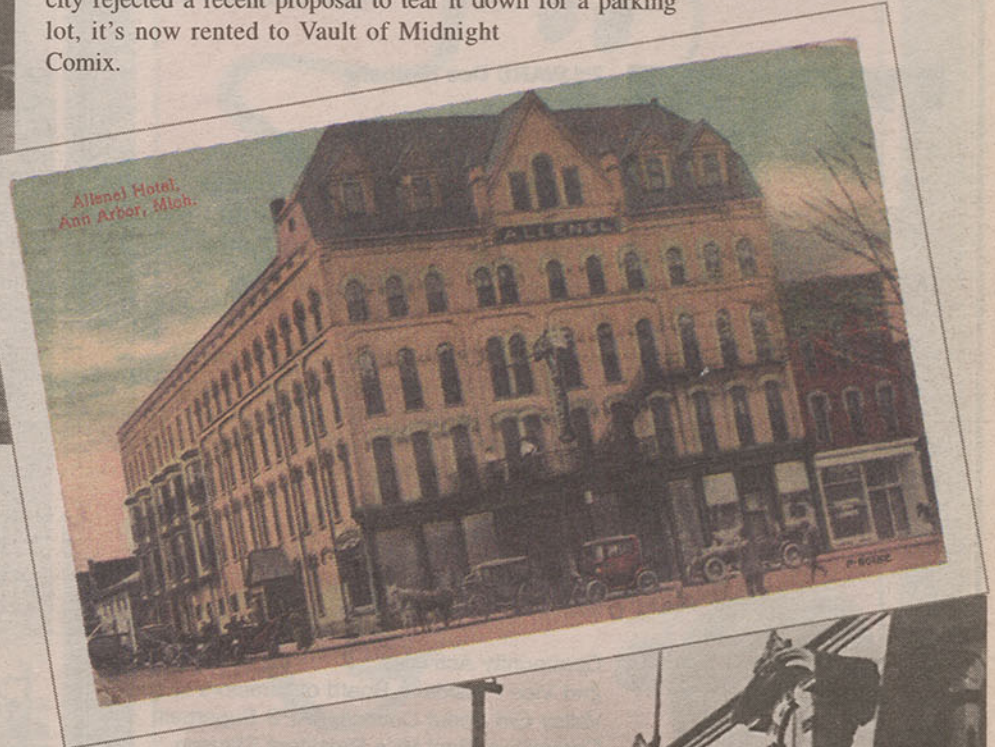 city rejected a recent proposal to tear it down for a parking
lot, it's now rented to Vault of Midnight
Comix.
Allenel Hotel,
Ann Arbor, Mich.
ALLENEL